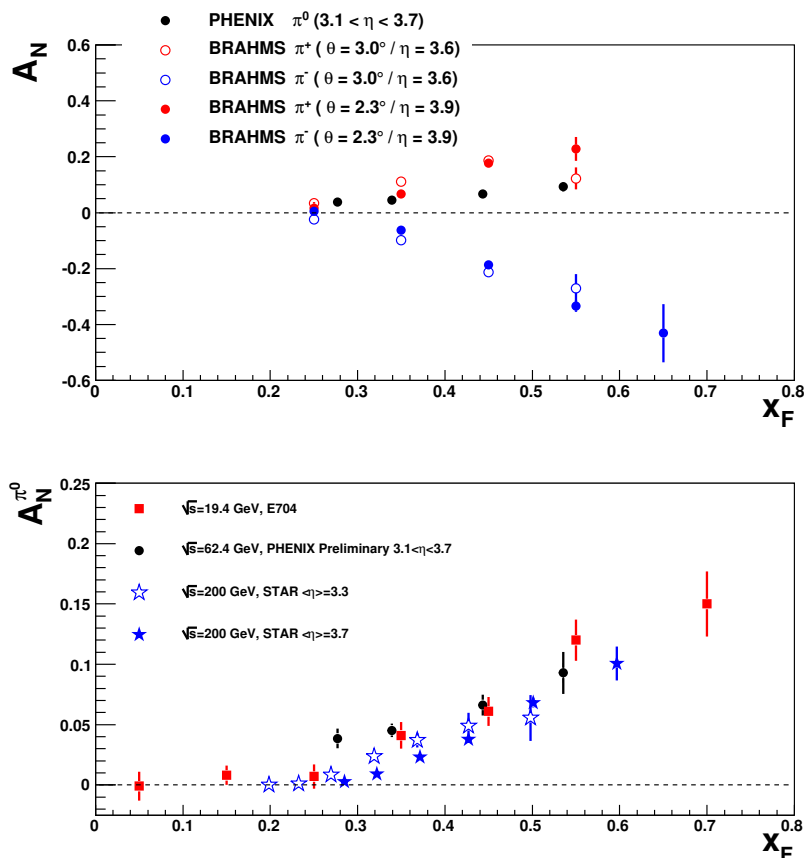 PHENIX π⁰ (3.1 < η < 3.7)
BRAHMS π⁺ ( θ = 3.0° / η = 3.6)
BRAHMS π⁻ ( θ = 3.0° / η = 3.6)
BRAHMS π⁺ ( θ = 2.3° / η = 3.9)
BRAHMS π⁻ ( θ = 2.3° / η = 3.9)
A_N
0.6
0.4
0.2
0
-0.2
-0.4
-0.6
0 0.1 0.2 0.3 0.4 0.5 0.6 0.7 0.8
x_F
A_N^π⁰
0.25
0.2
0.15
0.1
0.05
0
√s=19.4 GeV, E704
√s=62.4 GeV, PHENIX Preliminary 3.1<η<3.7
√s=200 GeV, STAR <η>=3.3
√s=200 GeV, STAR <η>=3.7
0 0.1 0.2 0.3 0.4 0.5 0.6 0.7 0.8
x_F